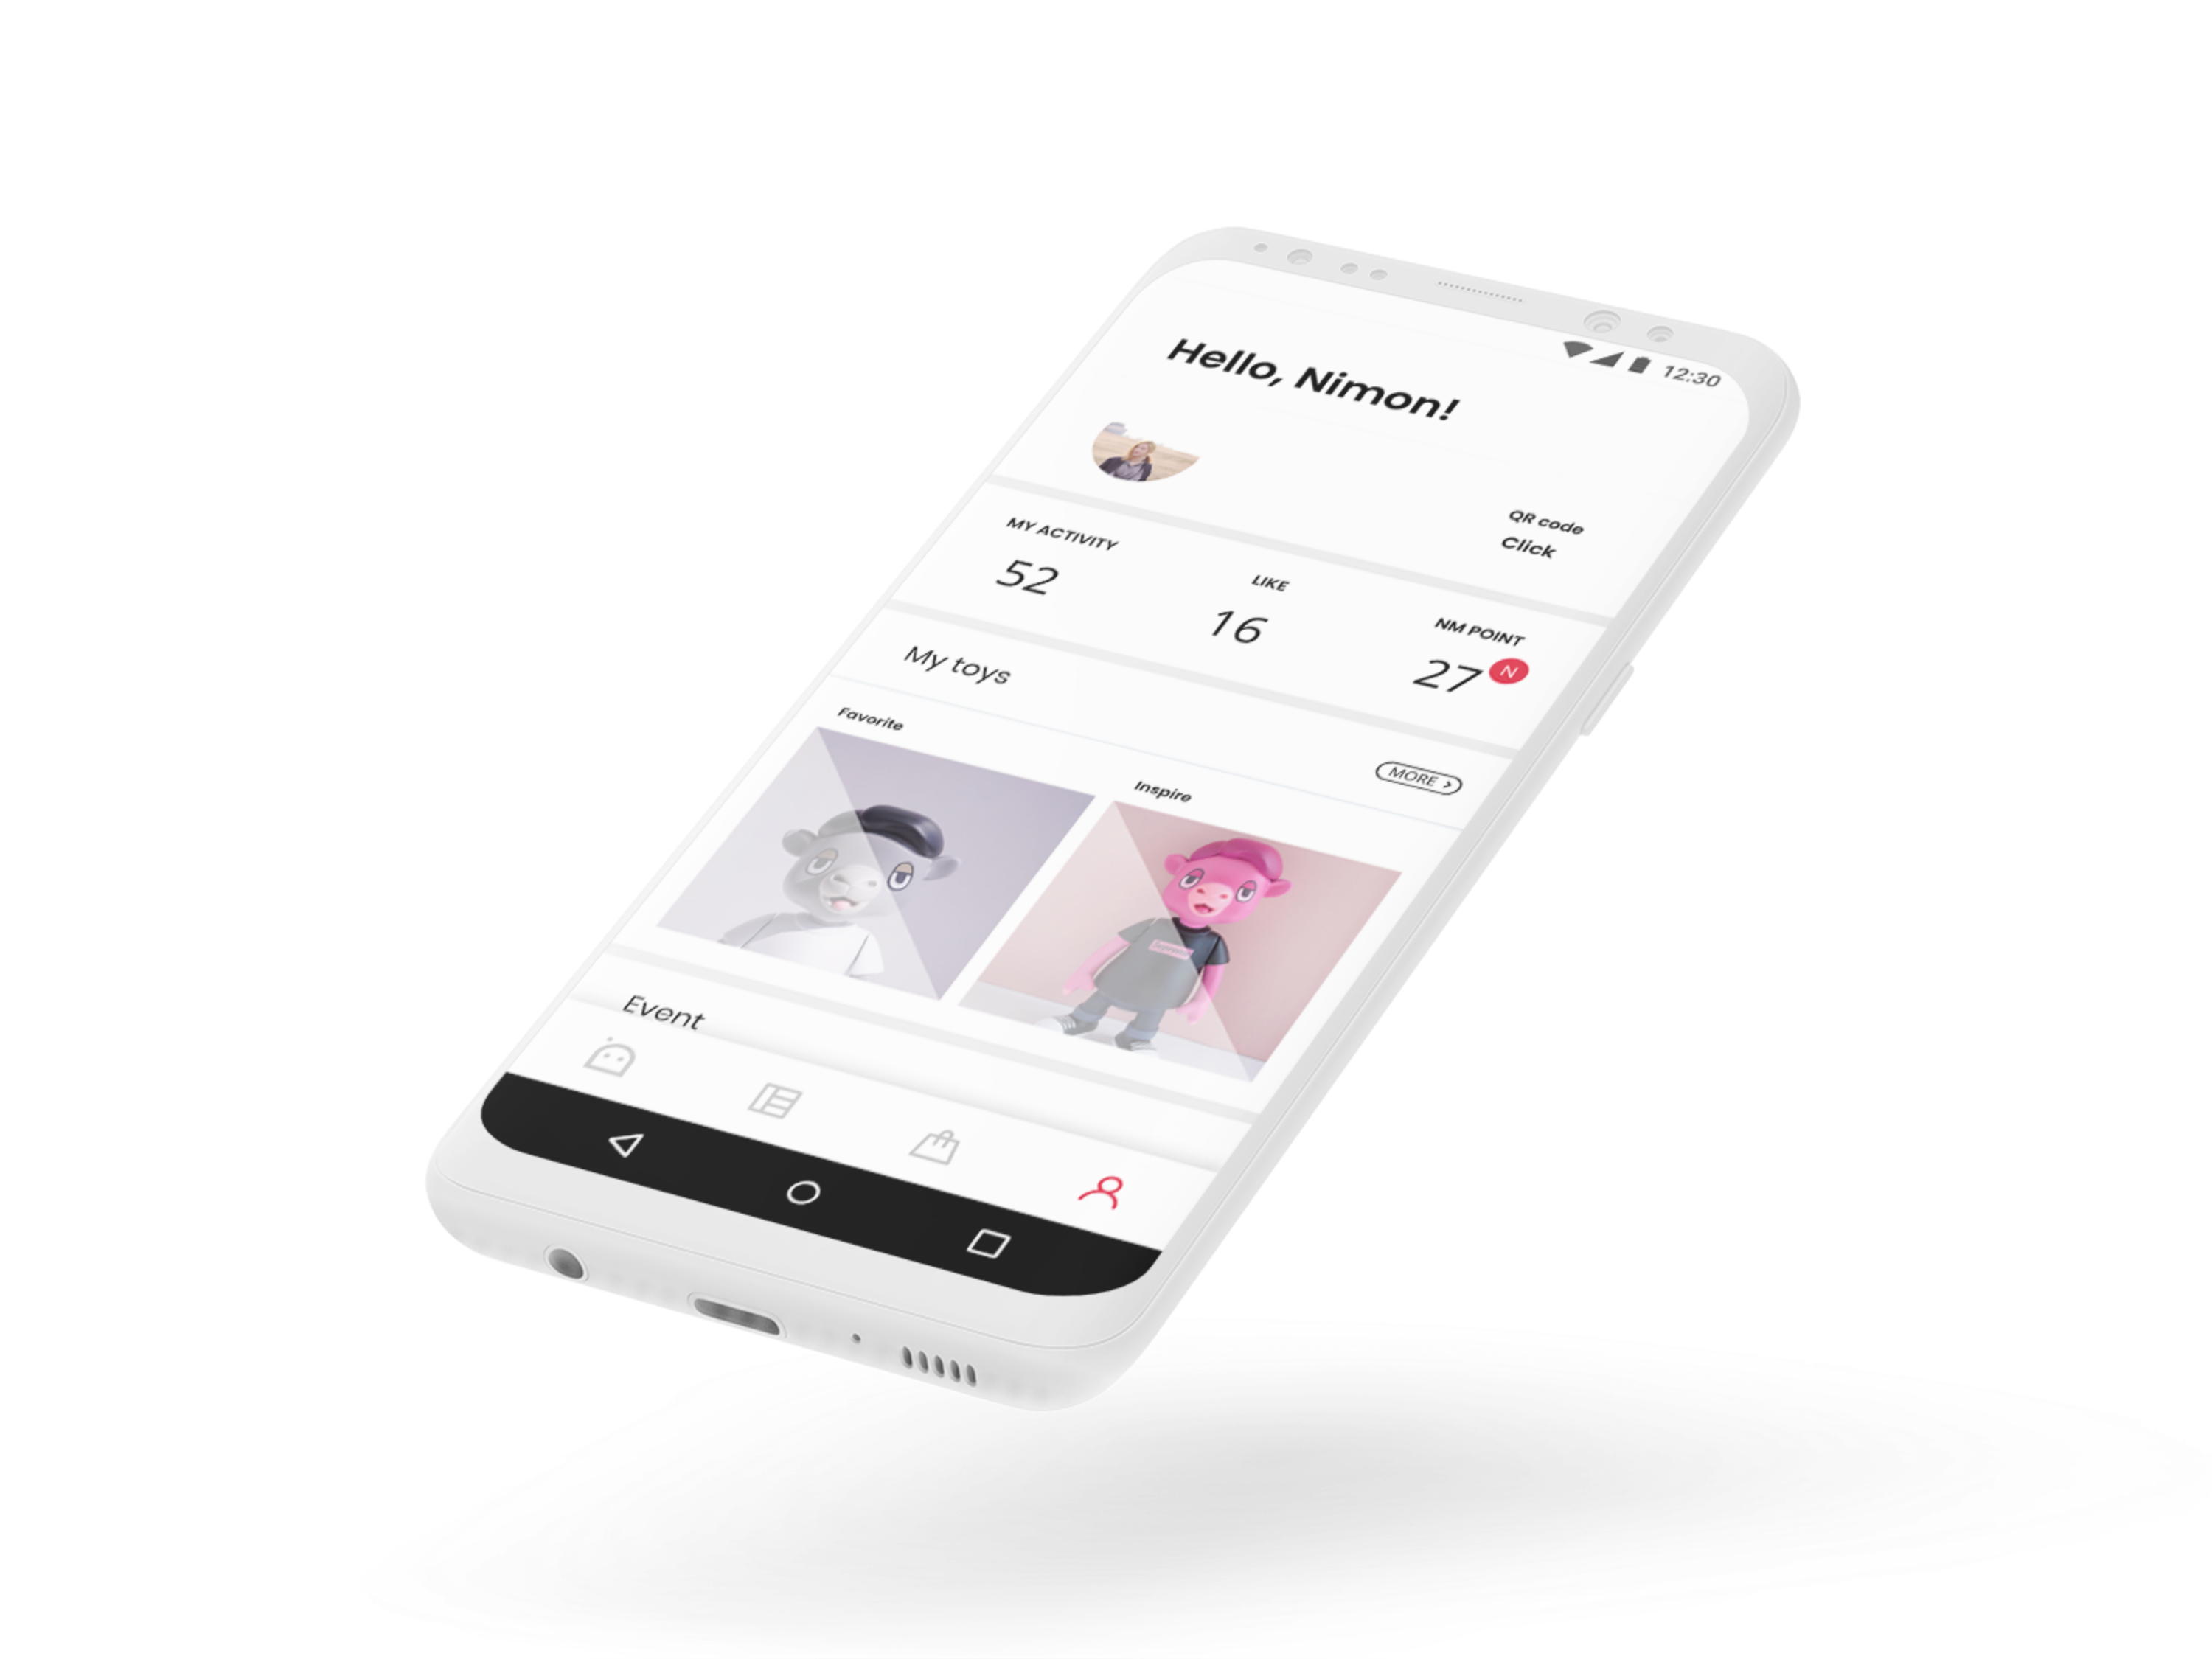 12:30
Hello, Nimon!
QR code
Click
MY ACTIVITY
52
LIKE
16
NM POINT
27 N
My toys
MORE >
Favorite
Inspire
Event